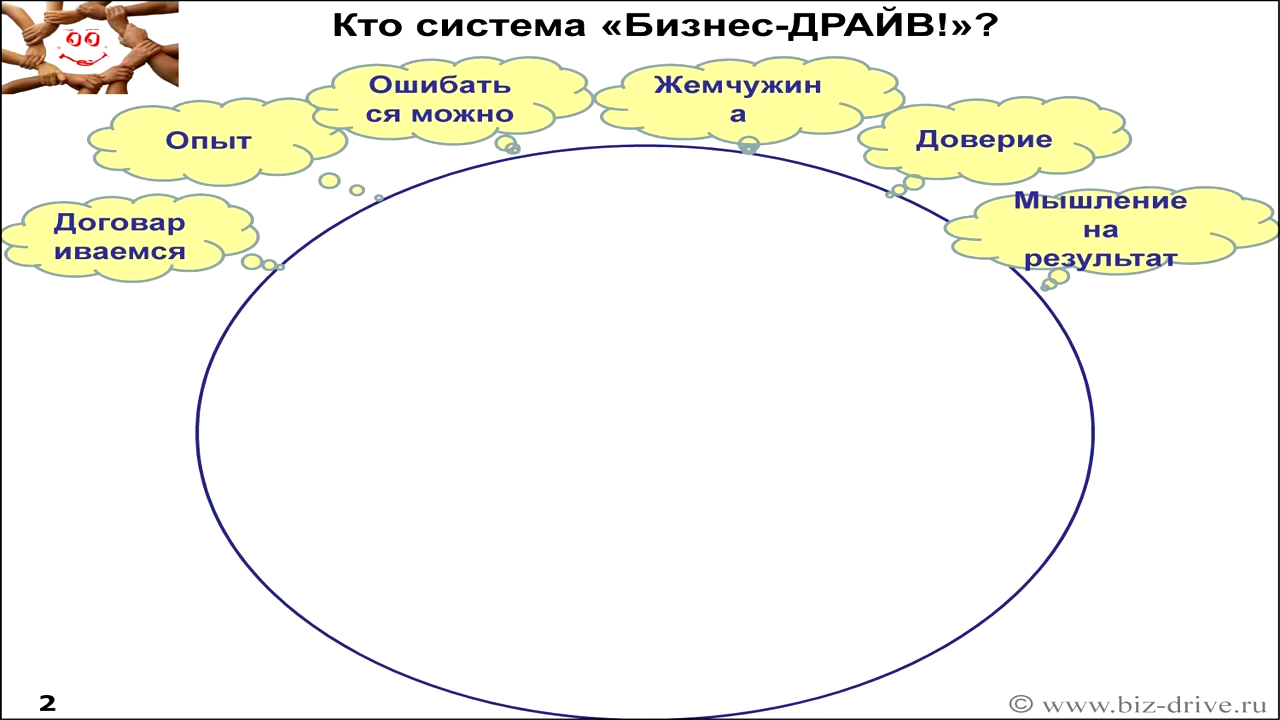 Кто система «Бизнес-ДРАЙВ!»?
Ошибать
ся можно
Жемчужин
а
Опыт
Доверие
Договар
иваемся
Мышление
на
результат
2
© www.biz-drive.ru